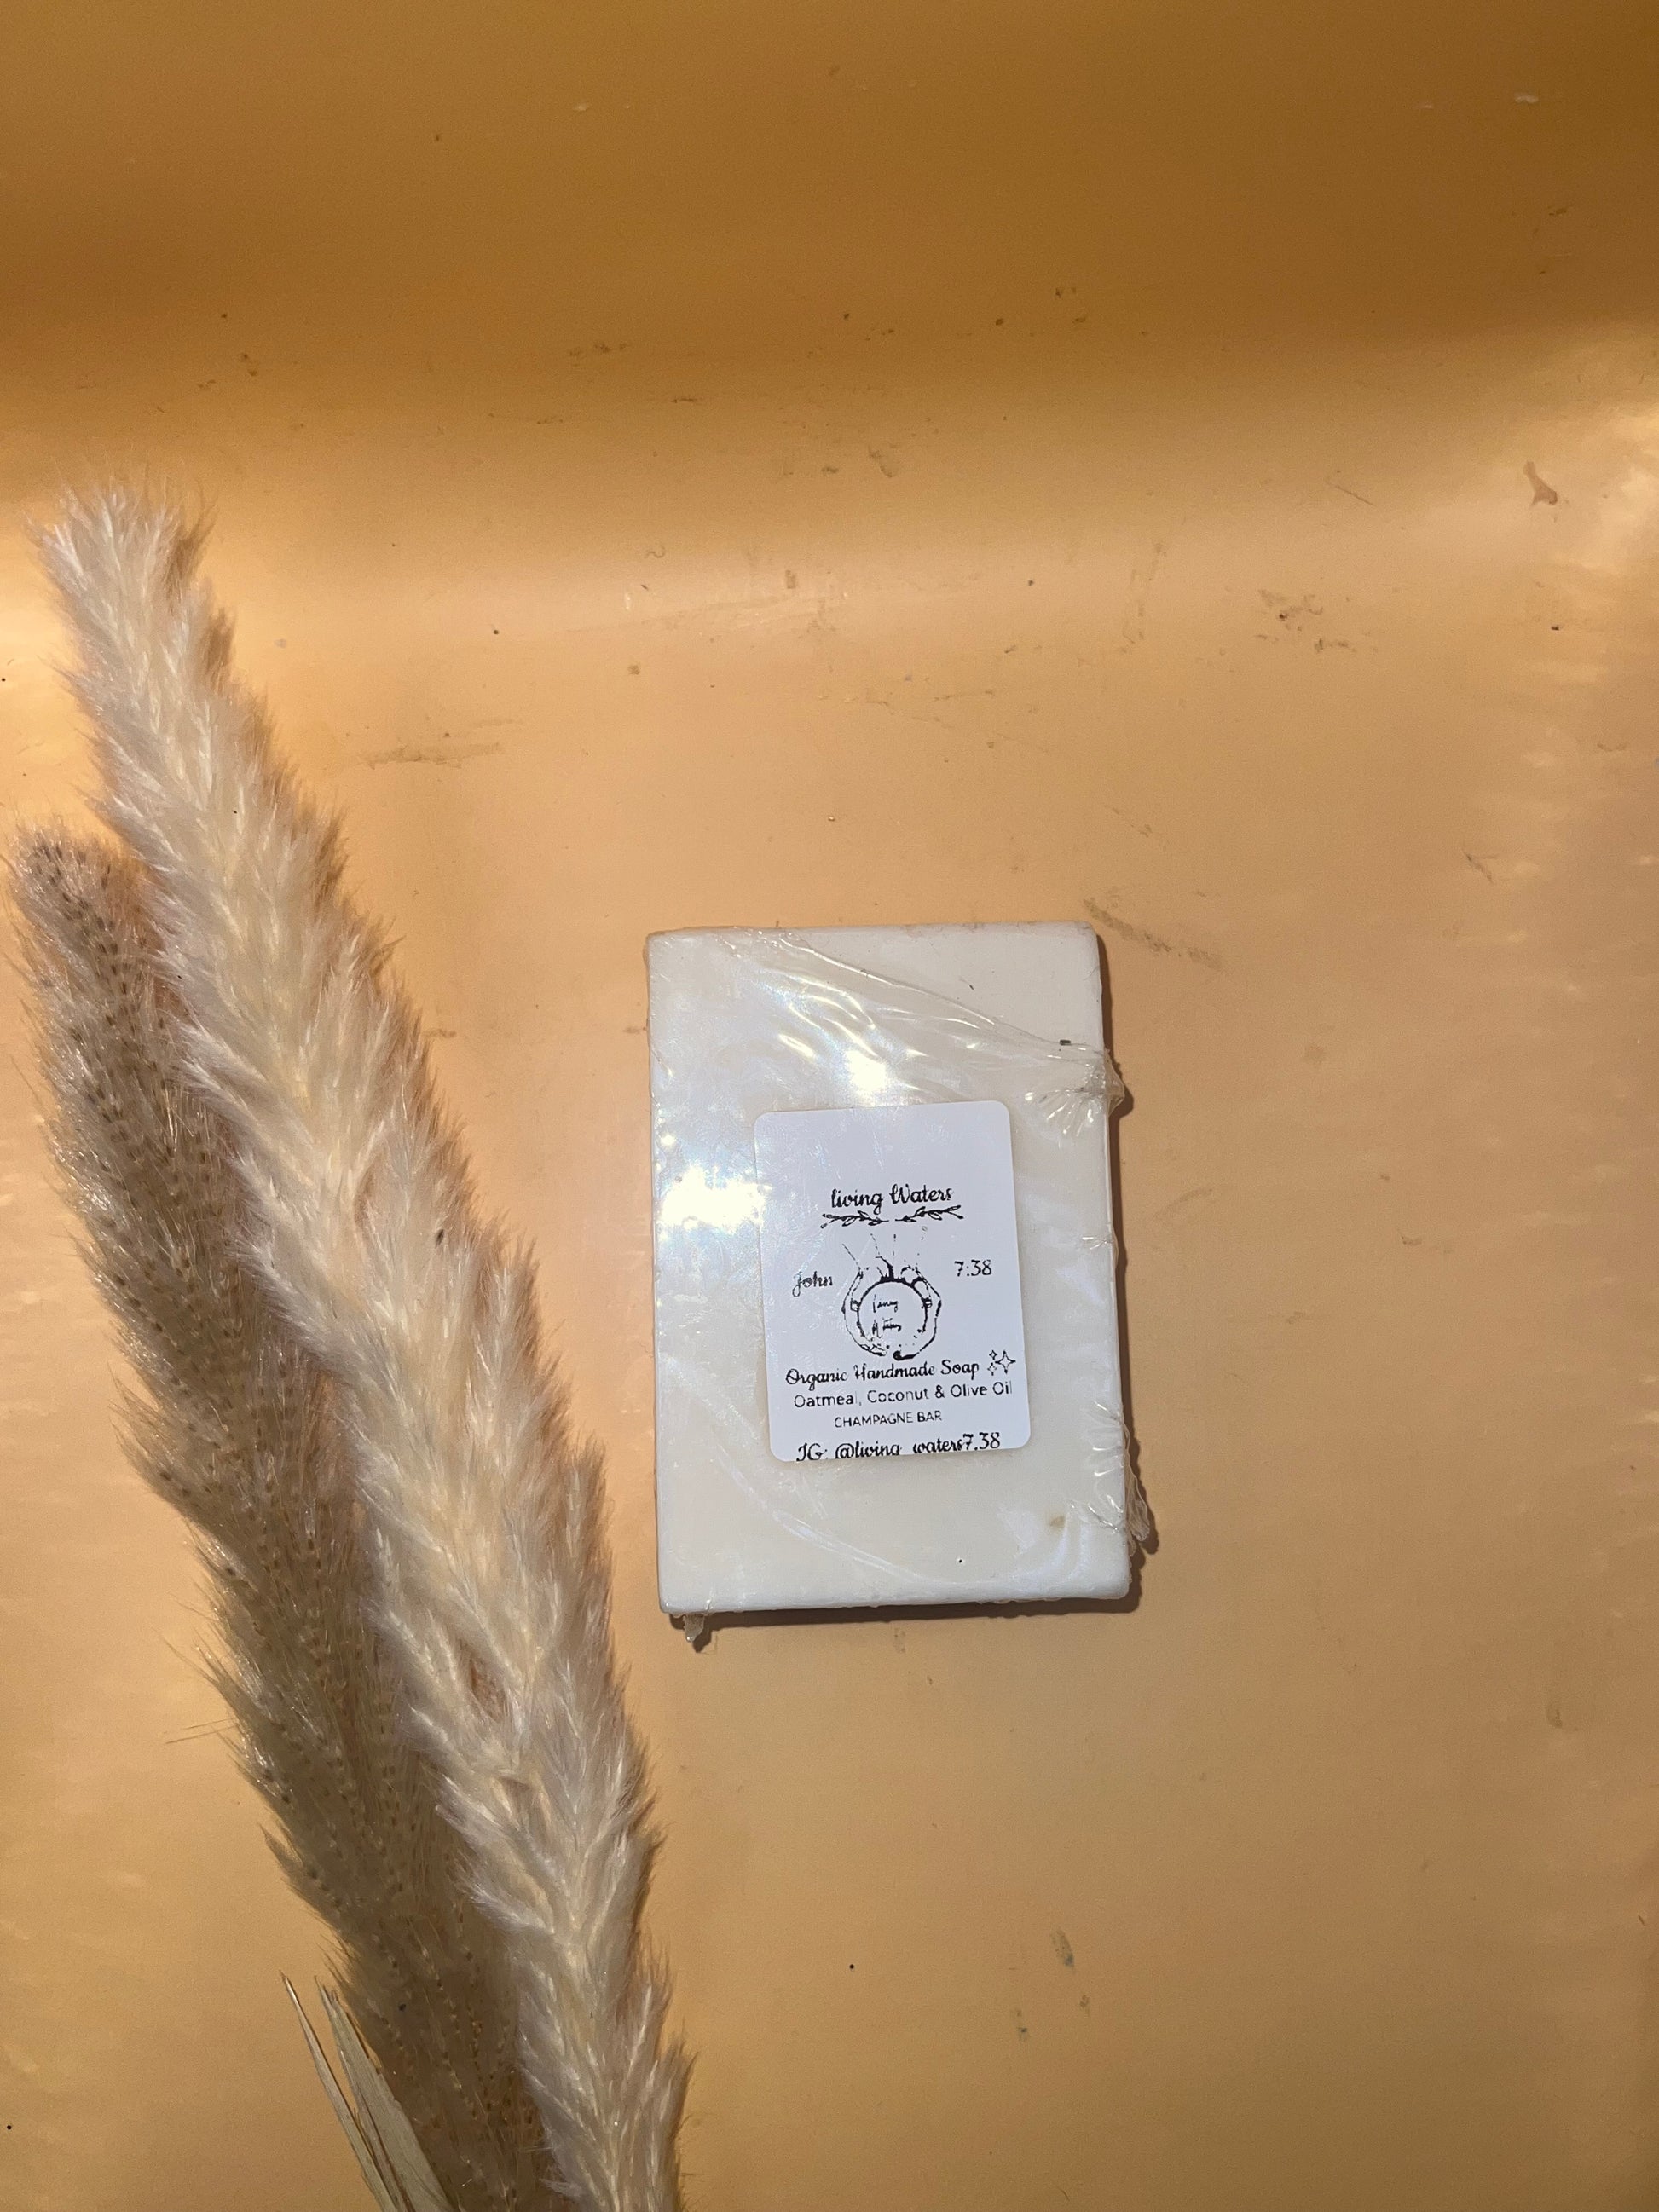 living Waters
John 7:38
Organic Handmade Soap
Oatmeal, Coconut & Olive Oil
CHAMPAGNE BAR
IG: @living_waters7.38